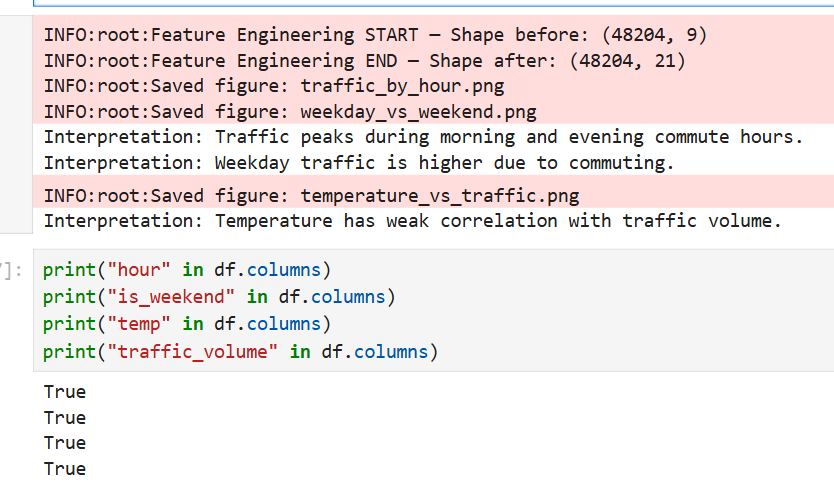 INFO:root:Feature Engineering START — Shape before: (48204, 9)
INFO:root:Feature Engineering END — Shape after: (48204, 21)
INFO:root:Saved figure: traffic_by_hour.png
INFO:root:Saved figure: weekday_vs_weekend.png
Interpretation: Traffic peaks during morning and evening commute hours.
Interpretation: Weekday traffic is higher due to commuting.
INFO:root:Saved figure: temperature_vs_traffic.png
Interpretation: Temperature has weak correlation with traffic volume.
]: print("hour" in df.columns)
print("is_weekend" in df.columns)
print("temp" in df.columns)
print("traffic_volume" in df.columns)
True
True
True
True